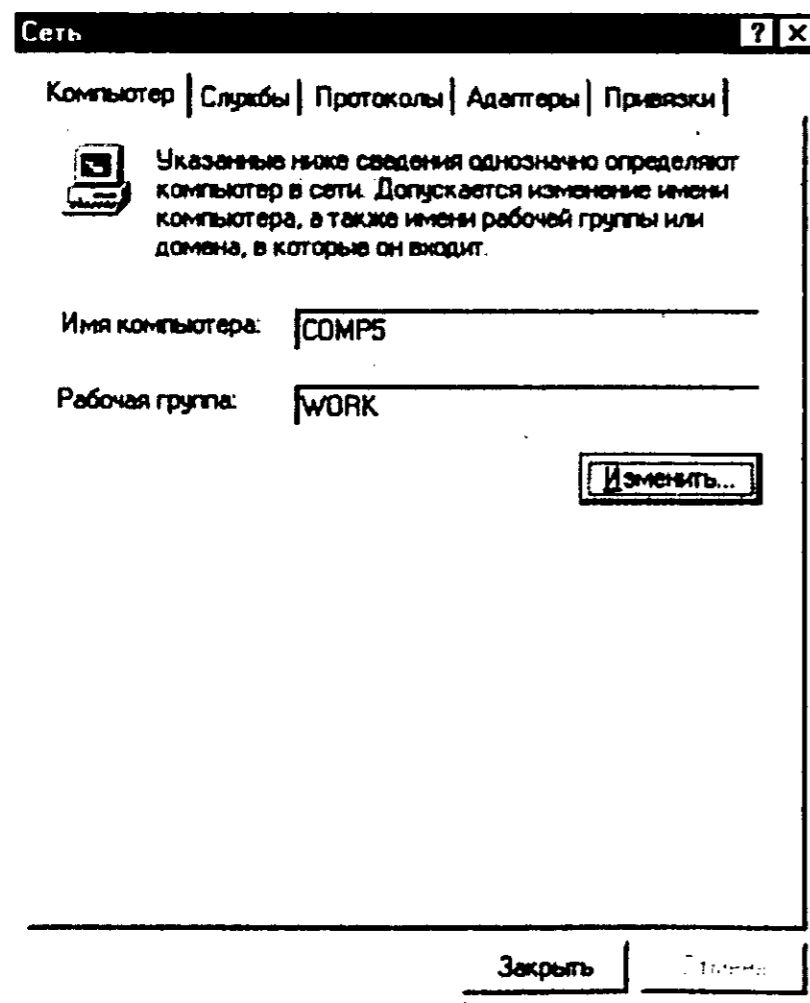 Сеть
Компьютер Службы Протоколы Адаптеры Привязки
Указанные ниже сведения однозначно определяют
компьютер в сети. Допускается изменение имени
компьютера, а также имени рабочей группы или
домена, в которые он входит.
Имя компьютера: COMP5
Рабочая группа: WORK
Изменить...
Закрыть Отмена